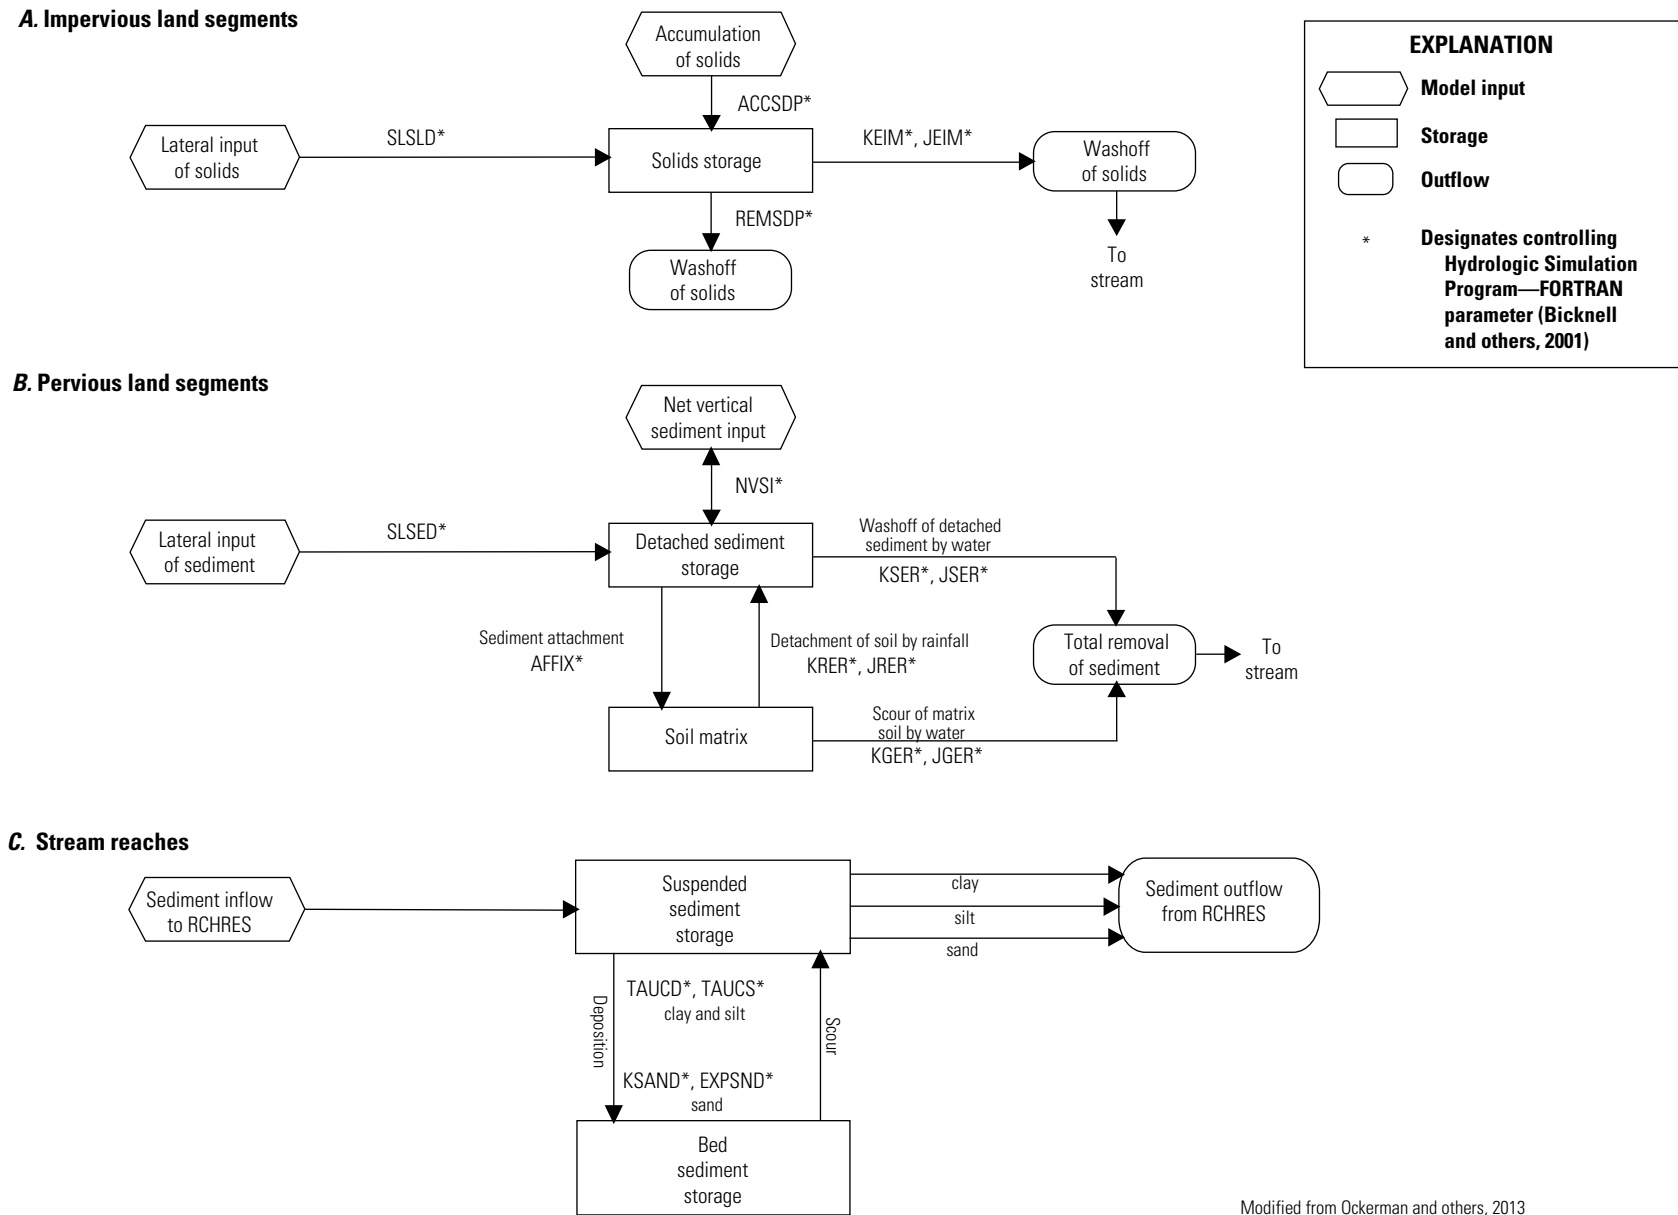 A. Impervious land segments
Accumulation
of solids
ACCSDP*
Lateral input
of solids
SLSLD*
Solids storage
KEIM*, JEIM*
Washoff
of solids
REMSDP*
Washoff
of solids
To
stream
EXPLANATION
Model input
Storage
Outflow
* Designates controlling
Hydrologic Simulation
Program—FORTRAN
parameter (Bicknell
and others, 2001)
B. Pervious land segments
Net vertical
sediment input
NVSI*
Lateral input
of sediment
SLSED*
Detached sediment
storage
Washoff of detached
sediment by water
KSER*, JSER*
Sediment attachment
AFFIX*
Detachment of soil by rainfall
KRER*, JRER*
Total removal
of sediment
To
stream
Soil matrix
Scour of matrix
soil by water
KGER*, JGER*
C. Stream reaches
Sediment inflow
to RCHRES
Suspended
sediment
storage
clay
silt
sand
Sediment outflow
from RCHRES
Deposition
TAUCD*, TAUCS*
clay and silt
Scour
KSAND*, EXPSND*
sand
Bed
sediment
storage
Modified from Ockerman and others, 2013